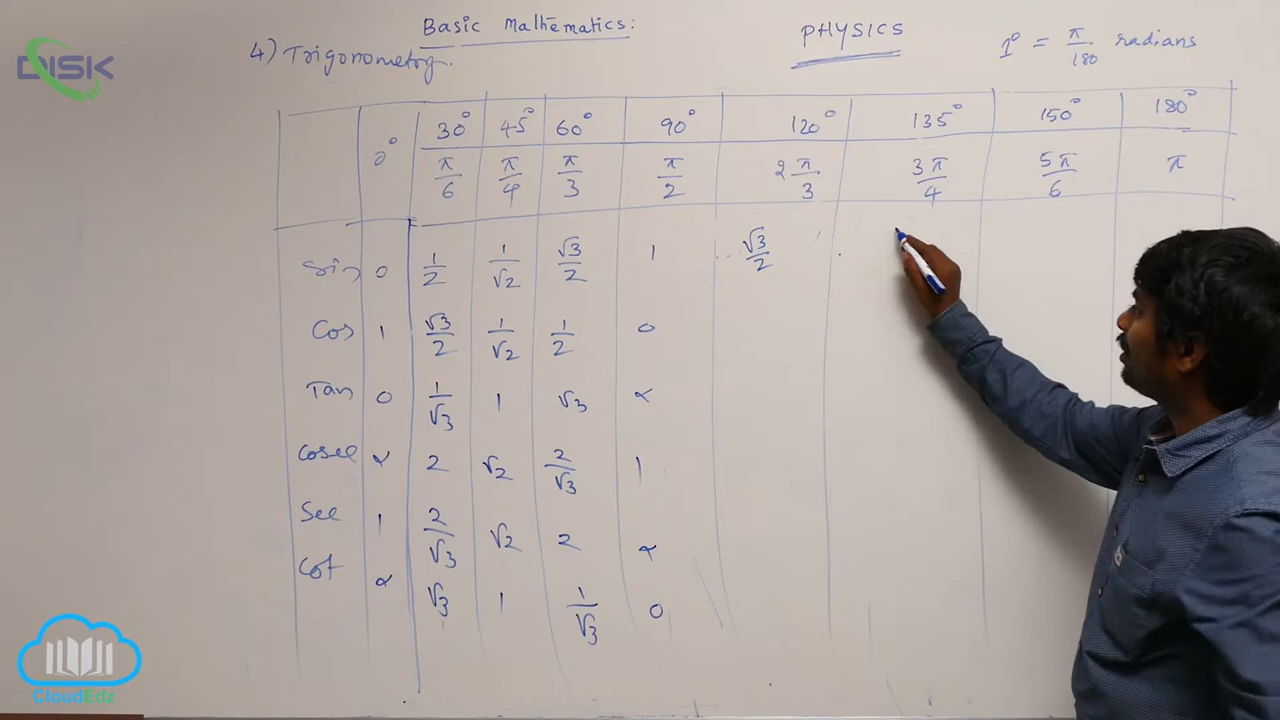 Basic Mathematics:
PHYSICS
1° = π/180 radians
4) Trigonometry.
DISK
0° 30° 45° 60° 90° 120° 135° 150° 180°
π/6 π/4 π/3 π/2 2π/3 3π/4 5π/6 π
Sin 0 1/2 1/√2 √3/2 1 √3/2
Cos 1 √3/2 1/√2 1/2 0
Tan 0 1/√3 1 √3 ∝
Cosec ∝ 2 √2 2/√3 1
Sec 1 2/√3 √2 2 ∝
Cot ∝ √3 1 1/√3 0
CloudEdz